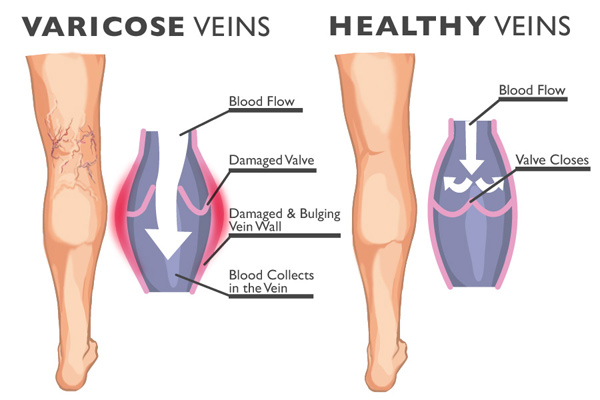 VARICOSE VEINS
Blood Flow
Damaged Valve
Damaged & Bulging
Vein Wall
Blood Collects
in the Vein
HEALTHY VEINS
Blood Flow
Valve Closes